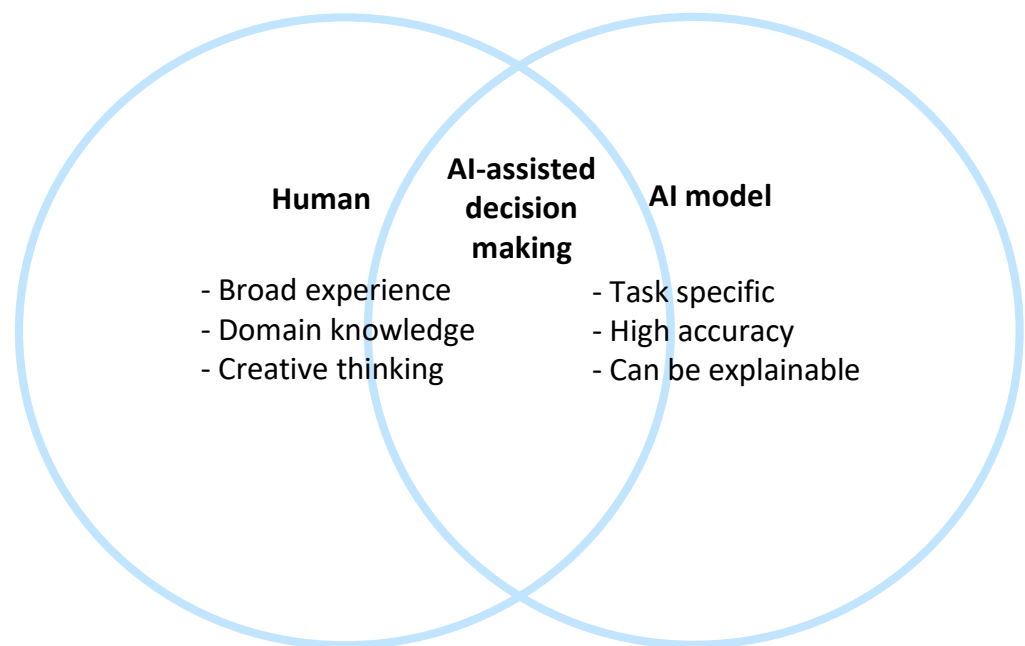 Human
- Broad experience
- Domain knowledge
- Creative thinking
AI-assisted
decision
making
AI model
- Task specific
- High accuracy
- Can be explainable